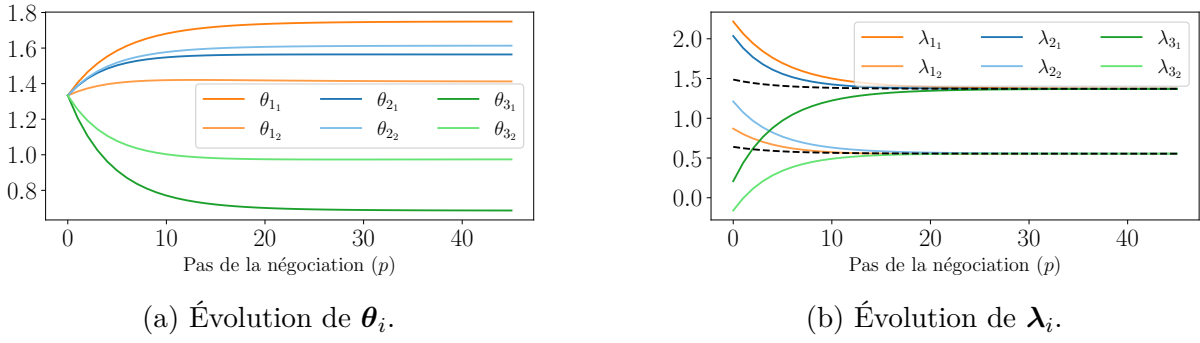 1.8
1.6
1.4
1.2
1.0
0.8
θ₁₁ θ₂₁ θ₃₁
θ₁₂ θ₂₂ θ₃₂
0 10 20 30 40
Pas de la négociation (p)
(a) Évolution de θᵢ.
2.0
1.5
1.0
0.5
0.0
λ₁₁ λ₂₁ λ₃₁
λ₁₂ λ₂₂ λ₃₂
0 10 20 30 40
Pas de la négociation (p)
(b) Évolution de λᵢ.